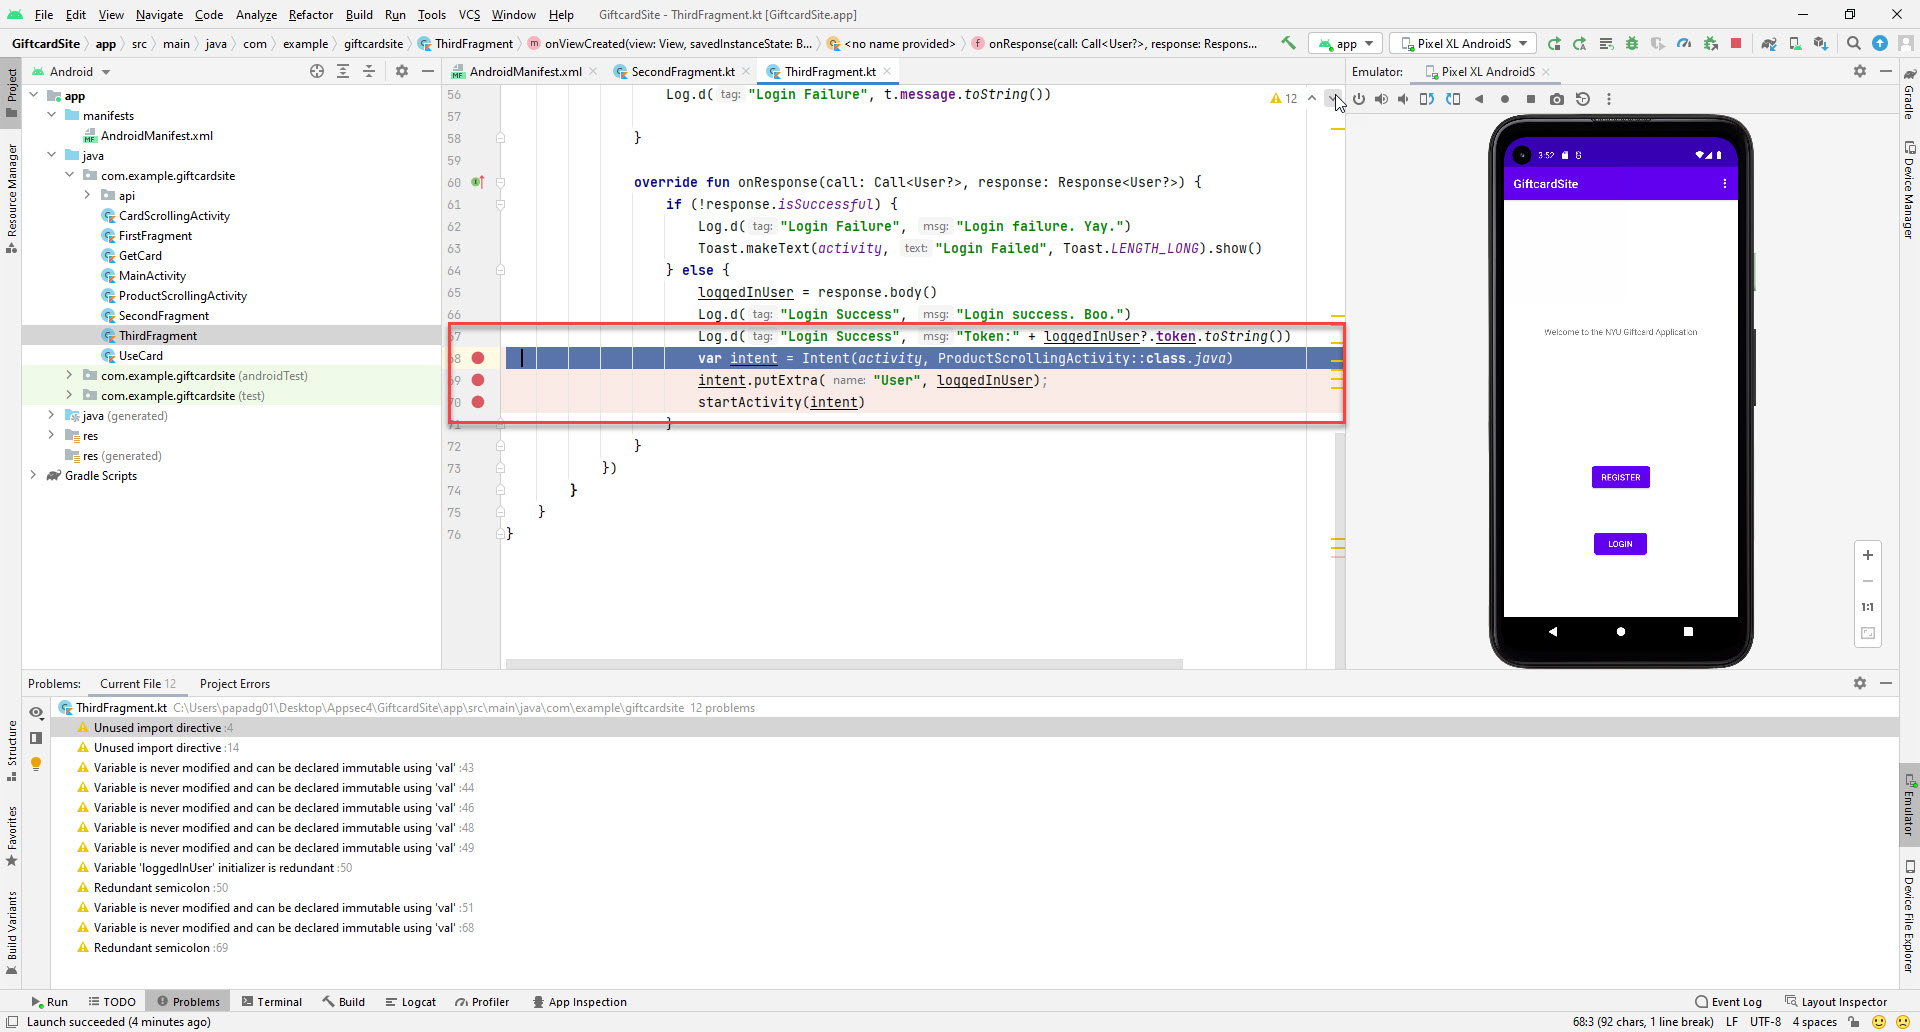 File Edit View Navigate Code Analyze Refactor Build Run Tools VCS Window Help GiftcardSite - ThirdFragment.kt [GiftcardSite.app]
GiftcardSite app src main java com example giftcardsite ThirdFragment onViewCreated(view: View, savedInstanceState: B... <no name provided> onResponse(call: Call<User?>, response: Respons... app Pixel XL AndroidS
Project
Resource Manager
Structure
Favorites
Build Variants
Android
app
manifests
AndroidManifest.xml
java
com.example.giftcardsite
api
CardScrollingActivity
FirstFragment
GetCard
MainActivity
ProductScrollingActivity
SecondFragment
ThirdFragment
UseCard
com.example.giftcardsite (androidTest)
com.example.giftcardsite (test)
java (generated)
res
res (generated)
Gradle Scripts
AndroidManifest.xml SecondFragment.kt ThirdFragment.kt
12
56 Log.d( tag: "Login Failure", t.message.toString())
57
58 }
59
60 override fun onResponse(call: Call<User?>, response: Response<User?>) {
61 if (!response.isSuccessful) {
62 Log.d( tag: "Login Failure", msg: "Login failure. Yay.")
63 Toast.makeText(activity, text: "Login Failed", Toast.LENGTH_LONG).show()
64 } else {
65 loggedInUser = response.body()
66 Log.d( tag: "Login Success", msg: "Login success. Boo.")
67 Log.d( tag: "Login Success", msg: "Token:" + loggedInUser?.token.toString())
68 var intent = Intent(activity, ProductScrollingActivity::class.java)
69 intent.putExtra( name: "User", loggedInUser);
70 startActivity(intent)
71 }
72 }
73 })
74 }
75 }
76 }
Emulator: Pixel XL AndroidS
3:52
GiftcardSite
Welcome to the NYU Giftcard Application
REGISTER
LOGIN
1:1
Gradle
Device Manager
Emulator
Device File Explorer
Problems: Current File 12 Project Errors
ThirdFragment.kt C:\Users\papadg01\Desktop\Appsec4\GiftcardSite\app\src\main\java\com\example\giftcardsite 12 problems
Unused import directive :4
Unused import directive :14
Variable is never modified and can be declared immutable using 'val' :43
Variable is never modified and can be declared immutable using 'val' :44
Variable is never modified and can be declared immutable using 'val' :46
Variable is never modified and can be declared immutable using 'val' :48
Variable is never modified and can be declared immutable using 'val' :49
Variable 'loggedInUser' initializer is redundant :50
Redundant semicolon :50
Variable is never modified and can be declared immutable using 'val' :51
Variable is never modified and can be declared immutable using 'val' :68
Redundant semicolon :69
Run TODO Problems Terminal Build Logcat Profiler App Inspection Event Log Layout Inspector
Launch succeeded (4 minutes ago) 68:3 (92 chars, 1 line break) LF UTF-8 4 spaces